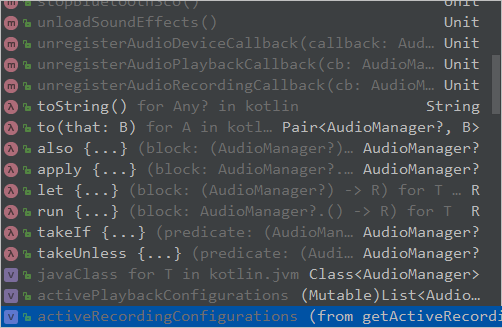 stopBluetoothSco() Unit
unloadSoundEffects() Unit
unregisterAudioDeviceCallback(callback: Aud… Unit
unregisterAudioPlaybackCallback(cb: AudioMa… Unit
unregisterAudioRecordingCallback(cb: AudioM… Unit
toString() for Any? in kotlin String
to(that: B) for A in kotl… Pair<AudioManager?, B>
also {...} (block: (AudioManager?)… AudioManager?
apply {...} (block: AudioManager?.… AudioManager?
let {...} (block: (AudioManager?) -> R) for T … R
run {...} (block: AudioManager?.() -> R) for T R
takeIf {...} (predicate: (AudioMan… AudioManager?
takeUnless {...} (predicate: (Audi… AudioManager?
javaClass for T in kotlin.jvm Class<AudioManager>
activePlaybackConfigurations (Mutable)List<Audio…
activeRecordingConfigurations (from getActiveRecordi